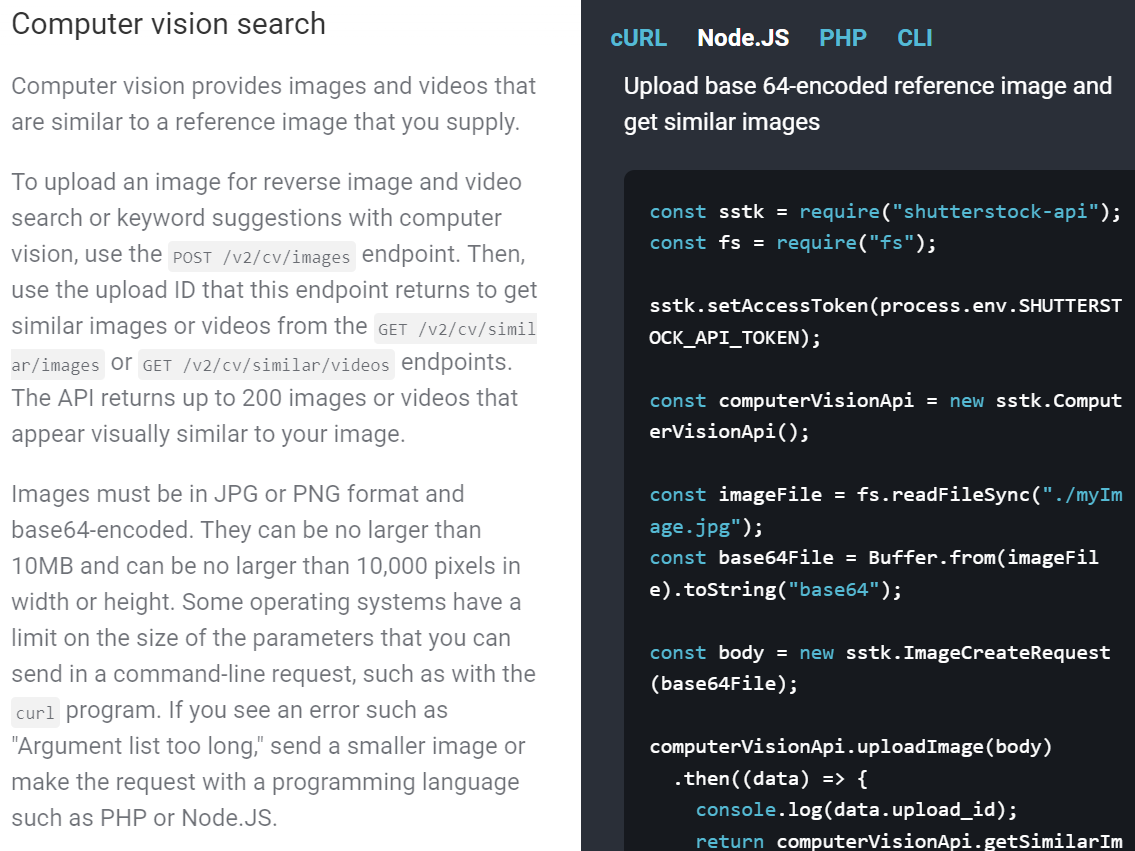 Computer vision search
Computer vision provides images and videos that
are similar to a reference image that you supply.
To upload an image for reverse image and video
search or keyword suggestions with computer
vision, use the POST /v2/cv/images endpoint. Then,
use the upload ID that this endpoint returns to get
similar images or videos from the GET /v2/cv/simil
ar/images or GET /v2/cv/similar/videos endpoints.
The API returns up to 200 images or videos that
appear visually similar to your image.
Images must be in JPG or PNG format and
base64-encoded. They can be no larger than
10MB and can be no larger than 10,000 pixels in
width or height. Some operating systems have a
limit on the size of the parameters that you can
send in a command-line request, such as with the
curl program. If you see an error such as
"Argument list too long," send a smaller image or
make the request with a programming language
such as PHP or Node.JS.
cURL Node.JS PHP CLI
Upload base 64-encoded reference image and
get similar images
const sstk = require("shutterstock-api");
const fs = require("fs");
sstk.setAccessToken(process.env.SHUTTERST
OCK_API_TOKEN);
const computerVisionApi = new sstk.Comput
erVisionApi();
const imageFile = fs.readFileSync("./myIm
age.jpg");
const base64File = Buffer.from(imageFil
e).toString("base64");
const body = new sstk.ImageCreateRequest
(base64File);
computerVisionApi.uploadImage(body)
.then((data) => {
console.log(data.upload_id);
return computerVisionApi.getSimilarIm